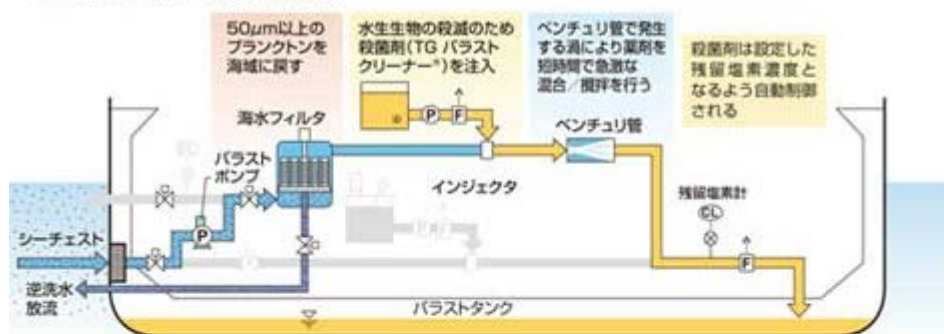 50μm以上の
プランクトンを
海域に戻す
水生生物の殺滅のため
殺菌剤(TG バラスト
クリーナー®)を注入
ベンチュリ管で発生
する渦により薬剤を
短時間で急激な
混合/攪拌を行う
殺菌剤は設定した
残留塩素濃度と
なるよう自動制御
される
海水フィルタ
P
F
ベンチュリ管
バラスト
ポンプ
インジェクタ
残留塩素計
CL
P
シーチェスト
F
逆洗水
放流
バラストタンク